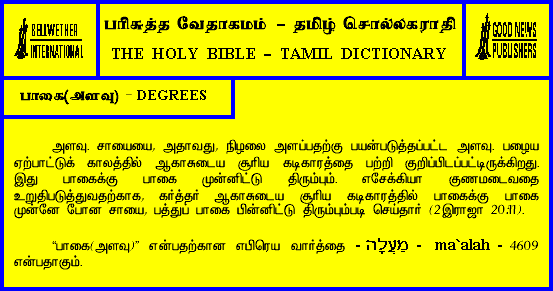 BELLWETHER
INTERNATIONAL
பரிசுத்த வேதாகமம் – தமிழ் சொல்லகராதி
THE HOLY BIBLE – TAMIL DICTIONARY
GOOD NEWS
PUBLISHERS
பாகை(அளவு) – DEGREES
அளவு. சாயையை, அதாவது, நிழலை அளப்பதற்கு பயன்படுத்தப்பட்ட அளவு. பழைய
ஏற்பாட்டுக் காலத்தில் ஆகாசுடைய சூரிய கடிகாரத்தை பற்றி குறிப்பிடப்பட்டிருக்கிறது.
இது பாகைக்கு பாகை முன்னிட்டு திரும்பும். எசேக்கியா குணமடைவதை
உறுதிபடுத்துவதற்காக, கர்த்தர் ஆகாசுடைய சூரிய கடிகாரத்தில் பாகைக்கு பாகை
முன்னே போன சாயை, பத்துப் பாகை பின்னிட்டு திரும்பும்படி செய்தார் (2இராஜா 20:11).
“பாகை(அளவு)” என்பதற்கான எபிரெய வார்த்தை - מַעֲלָה - ma`alah - 4609
என்பதாகும்.